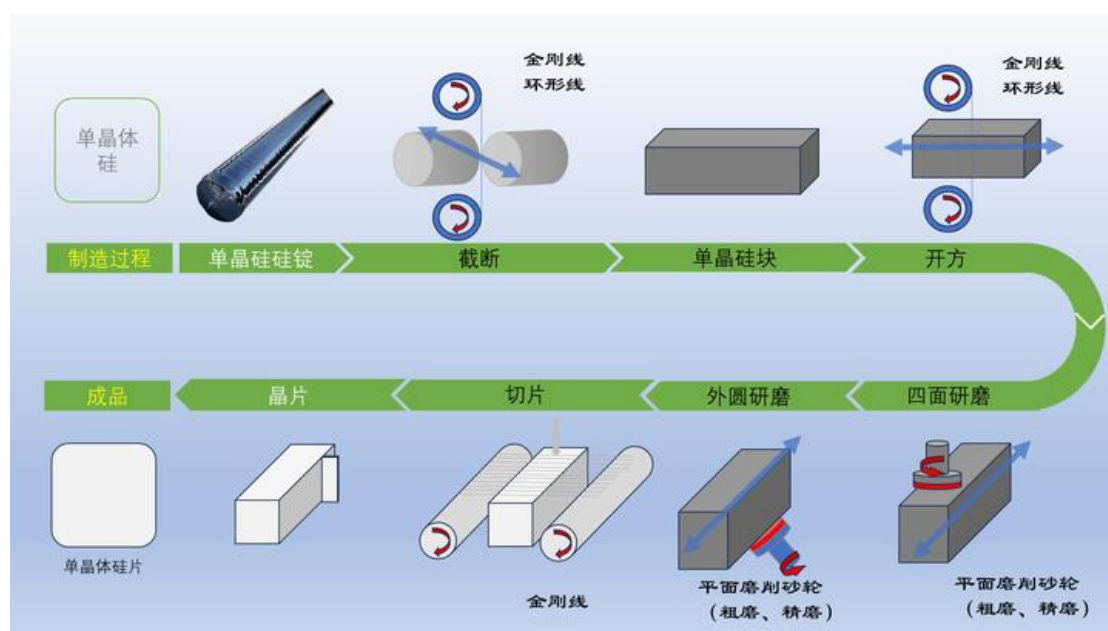 金刚线
环形线
金刚线
环形线
单晶体
硅
制造过程
单晶硅硅锭
截断
单晶硅块
开方
成品
晶片
切片
外圆研磨
四面研磨
单晶体硅片
金刚线
平面磨削砂轮
（粗磨、精磨）
平面磨削砂轮
（粗磨、精磨）